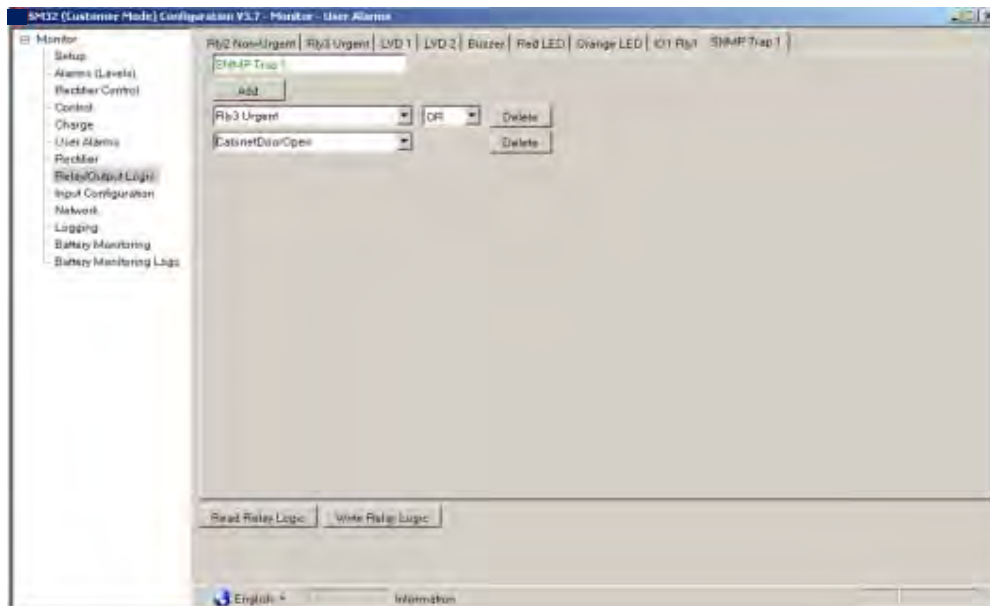 SM32 (Customer Mode) Configuration V3.7 - Monitor - User Alarms
Monitor
Setup
Alarms (Levels)
Rectifier Control
Control
Charge
User Alarms
Rectifier
Relay/Output Logic
Input Configuration
Network
Logging
Battery Monitoring
Battery Monitoring Logs
Rly2 Non-Urgent
Rly3 Urgent
LVD 1
LVD 2
Buzzer
Red LED
Orange LED
IO1 Rly1
SNMP Trap 1
SNMP Trap 1
Add
Rly3 Urgent
OR
Delete
CabinetDoorOpen
Delete
Read Relay Logic
Write Relay Logic
English
Information